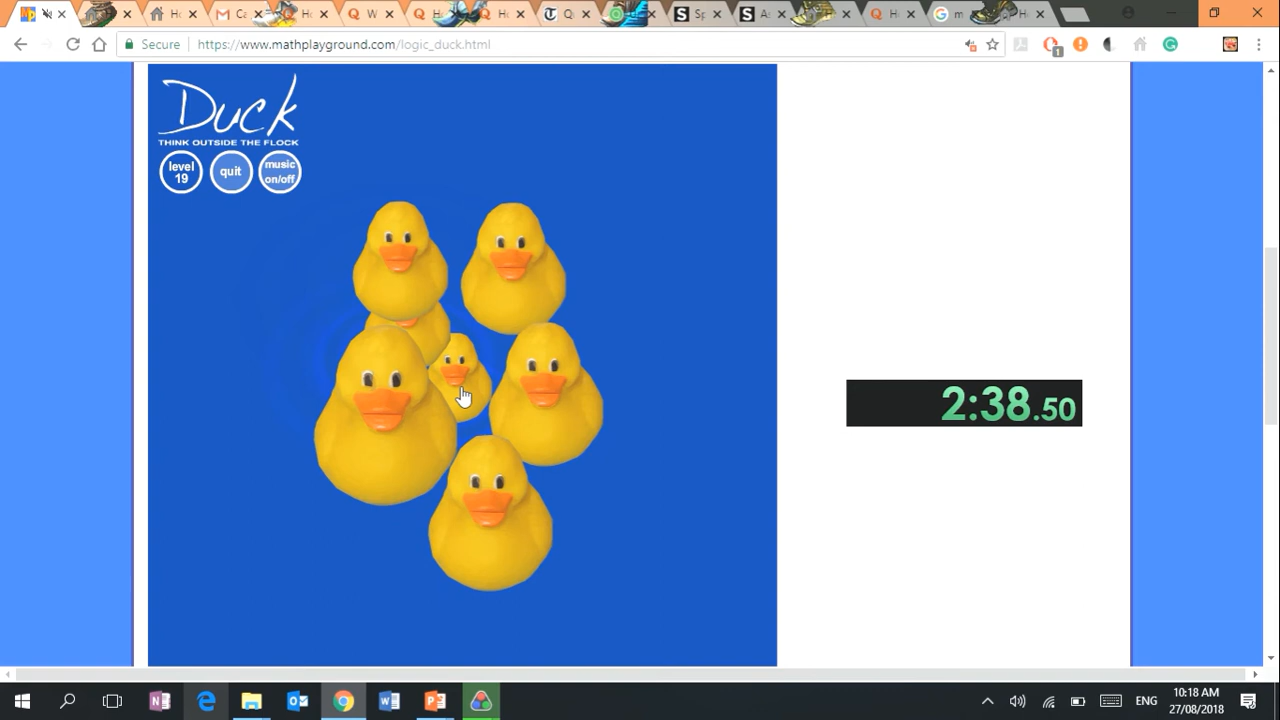 W
T
S
S
A
Secure https://www.mathplayground.com/logic_duck.html
1
Duck
THINK OUTSIDE THE FLOCK
level
19
quit
music
on/off
2:38.50
ENG
10:18 AM
27/08/2018